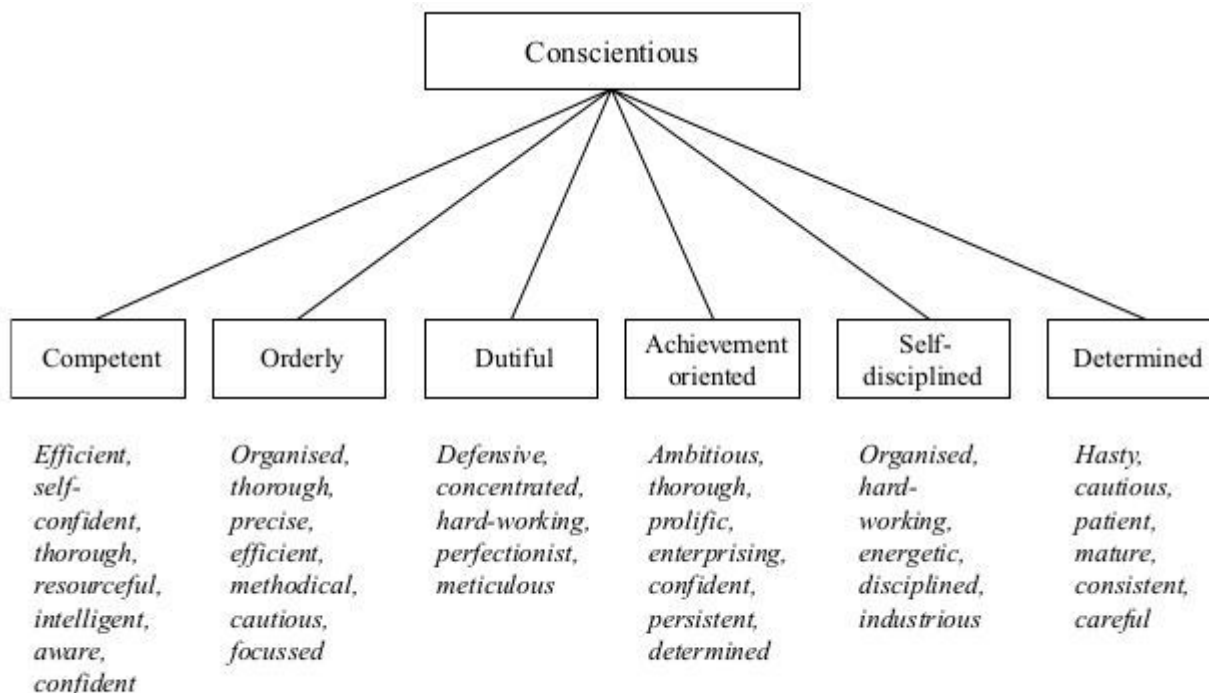 Conscientious
Competent
Orderly
Dutiful
Achievement
oriented
Self-
disciplined
Determined
Efficient,
self-
confident,
thorough,
resourceful,
intelligent,
aware,
confident
Organised,
thorough,
precise,
efficient,
methodical,
cautious,
focussed
Defensive,
concentrated,
hard-working,
perfectionist,
meticulous
Ambitious,
thorough,
prolific,
enterprising,
confident,
persistent,
determined
Organised,
hard-
working,
energetic,
disciplined,
industrious
Hasty,
cautious,
patient,
mature,
consistent,
careful